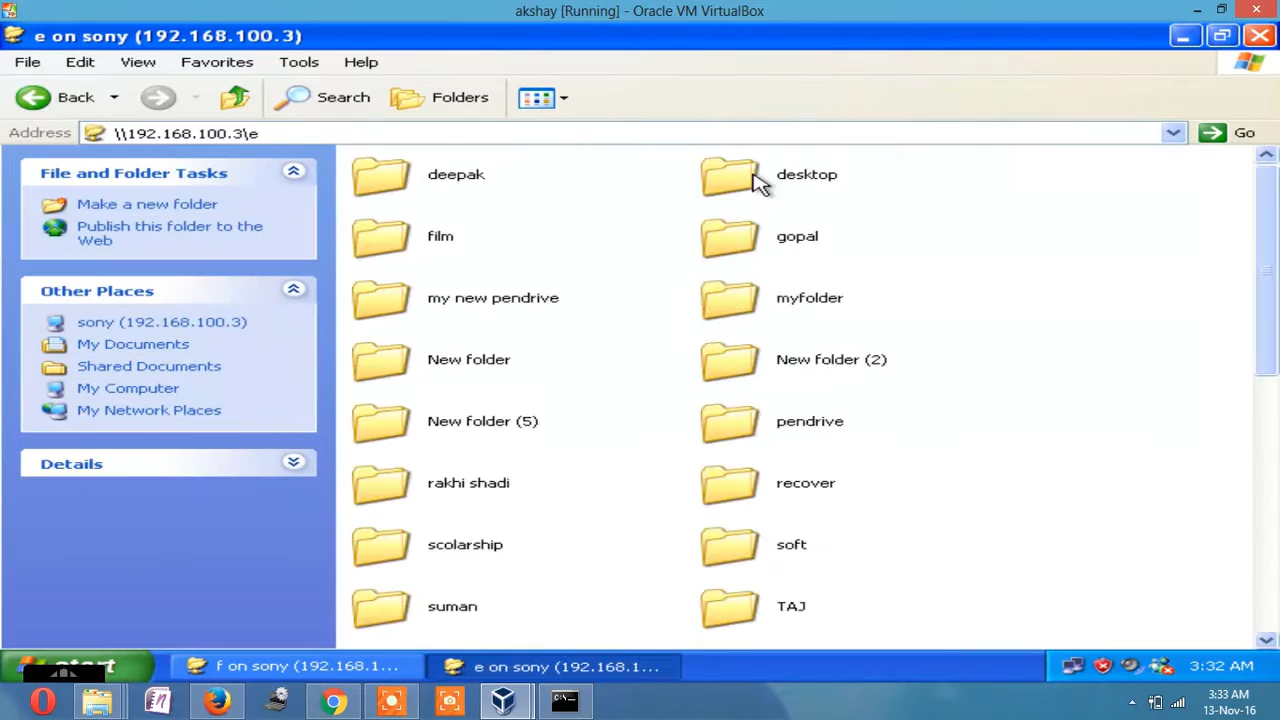 akshay [Running] - Oracle VM VirtualBox
e on sony (192.168.100.3)
File Edit View Favorites Tools Help
Back Search Folders
Address \\192.168.100.3\e Go
File and Folder Tasks
Make a new folder
Publish this folder to the
Web
Other Places
sony (192.168.100.3)
My Documents
Shared Documents
My Computer
My Network Places
Details
deepak desktop
film gopal
my new pendrive myfolder
New folder New folder (2)
New folder (5) pendrive
rakhi shadi recover
scolarship soft
suman TAJ
start f on sony (192.168.1... e on sony (192.168.1... 3:32 AM
3:33 AM
13-Nov-16